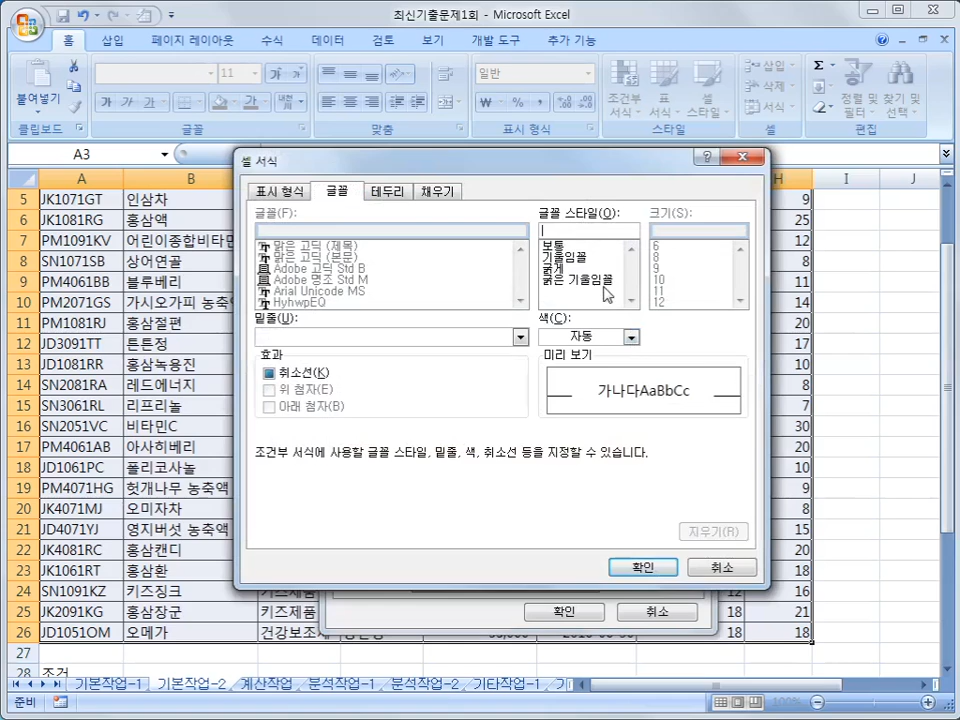 최신기출문제1회 - Microsoft Excel
홈 삽입 페이지 레이아웃 수식 데이터 검토 보기 개발 도구 추가 기능
붙여넣기
11
가 가 가
일반
조건부 서식
표 서식
셀 스타일
삽입
삭제
서식
정렬 및 필터
찾기 및 선택
클립보드 글꼴 맞춤 표시 형식 스타일 셀 편집
A3
셀 서식
표시 형식 글꼴 테두리 채우기
글꼴(F):
맑은 고딕 (제목)
맑은 고딕 (본문)
Adobe 고딕 Std B
Adobe 명조 Std M
Arial Unicode MS
HyhwpEQ
글꼴 스타일(O):
보통
기울임꼴
굵게
굵은 기울임꼴
크기(S):
6
8
9
10
11
12
밑줄(U):
색(C):
자동
효과
취소선(K)
위 첨자(E)
아래 첨자(B)
미리 보기
가나다AaBbCc
조건부 서식에 사용할 글꼴 스타일, 밑줄, 색, 취소선 등을 지정할 수 있습니다.
지우기(R)
확인 취소
확인 취소
A B H I J
5 JK1071GT 인삼차 9
6 JK1081RG 홍삼액 24
7 PM1091KV 어린이종합비타민 12
8 SN1071SB 상어연골 8
9 PM4061BB 블루베리 11
10 PM2071GS 가시오가피 농축 14
11 PM1081RJ 홍삼절편 20
12 JD3091TT 튼튼정 20
13 JD1081RR 홍삼녹용진 10
14 SN2081RA 레드에너지 8
15 SN3061RL 리프리놀 7
16 SN2051VC 비타민C 30
17 PM4061AB 아사히베리 20
18 JD1061PC 폴리코사놀 10
19 PM4071HG 헛개나무 농축액 9
20 JK4071MJ 오미자차 8
21 JD4071YJ 영지버섯 농축액 15
22 JK4081RC 홍삼캔디 20
23 JK1061RT 홍삼환 18
24 SN1091KZ 키즈징크 키즈제품 12 16
25 JK2091KG 홍삼장군 키즈제품 18 21
26 JD1051OM 오메가 건강보조 18 18
27
28 조건
기본작업-1 기본작업-2 계산작업 분석작업-1 분석작업-2 기타작업-1 기
준비 100%